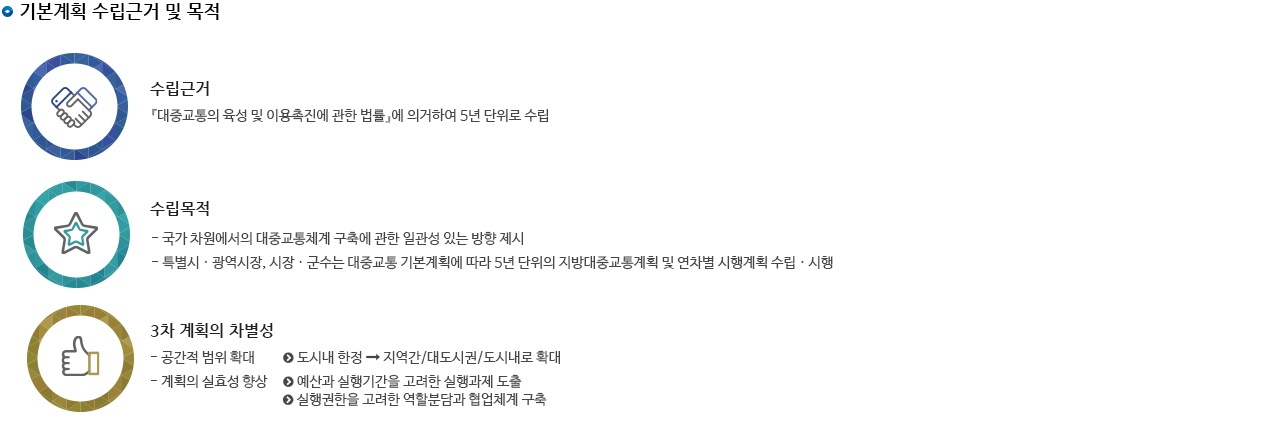 기본계획 수립근거 및 목적
수립근거
『대중교통의 육성 및 이용촉진에 관한 법률』에 의거하여 5년 단위로 수립
수립목적
- 국가 차원에서의 대중교통체계 구축에 관한 일관성 있는 방향 제시
- 특별시 · 광역시장, 시장 · 군수는 대중교통 기본계획에 따라 5년 단위의 지방대중교통계획 및 연차별 시행계획 수립 · 시행
3차 계획의 차별성
- 공간적 범위 확대 도시내 한정 → 지역간/대도시권/도시내로 확대
- 계획의 실효성 향상 예산과 실행기간을 고려한 실행과제 도출
실행권한을 고려한 역할분담과 협업체계 구축